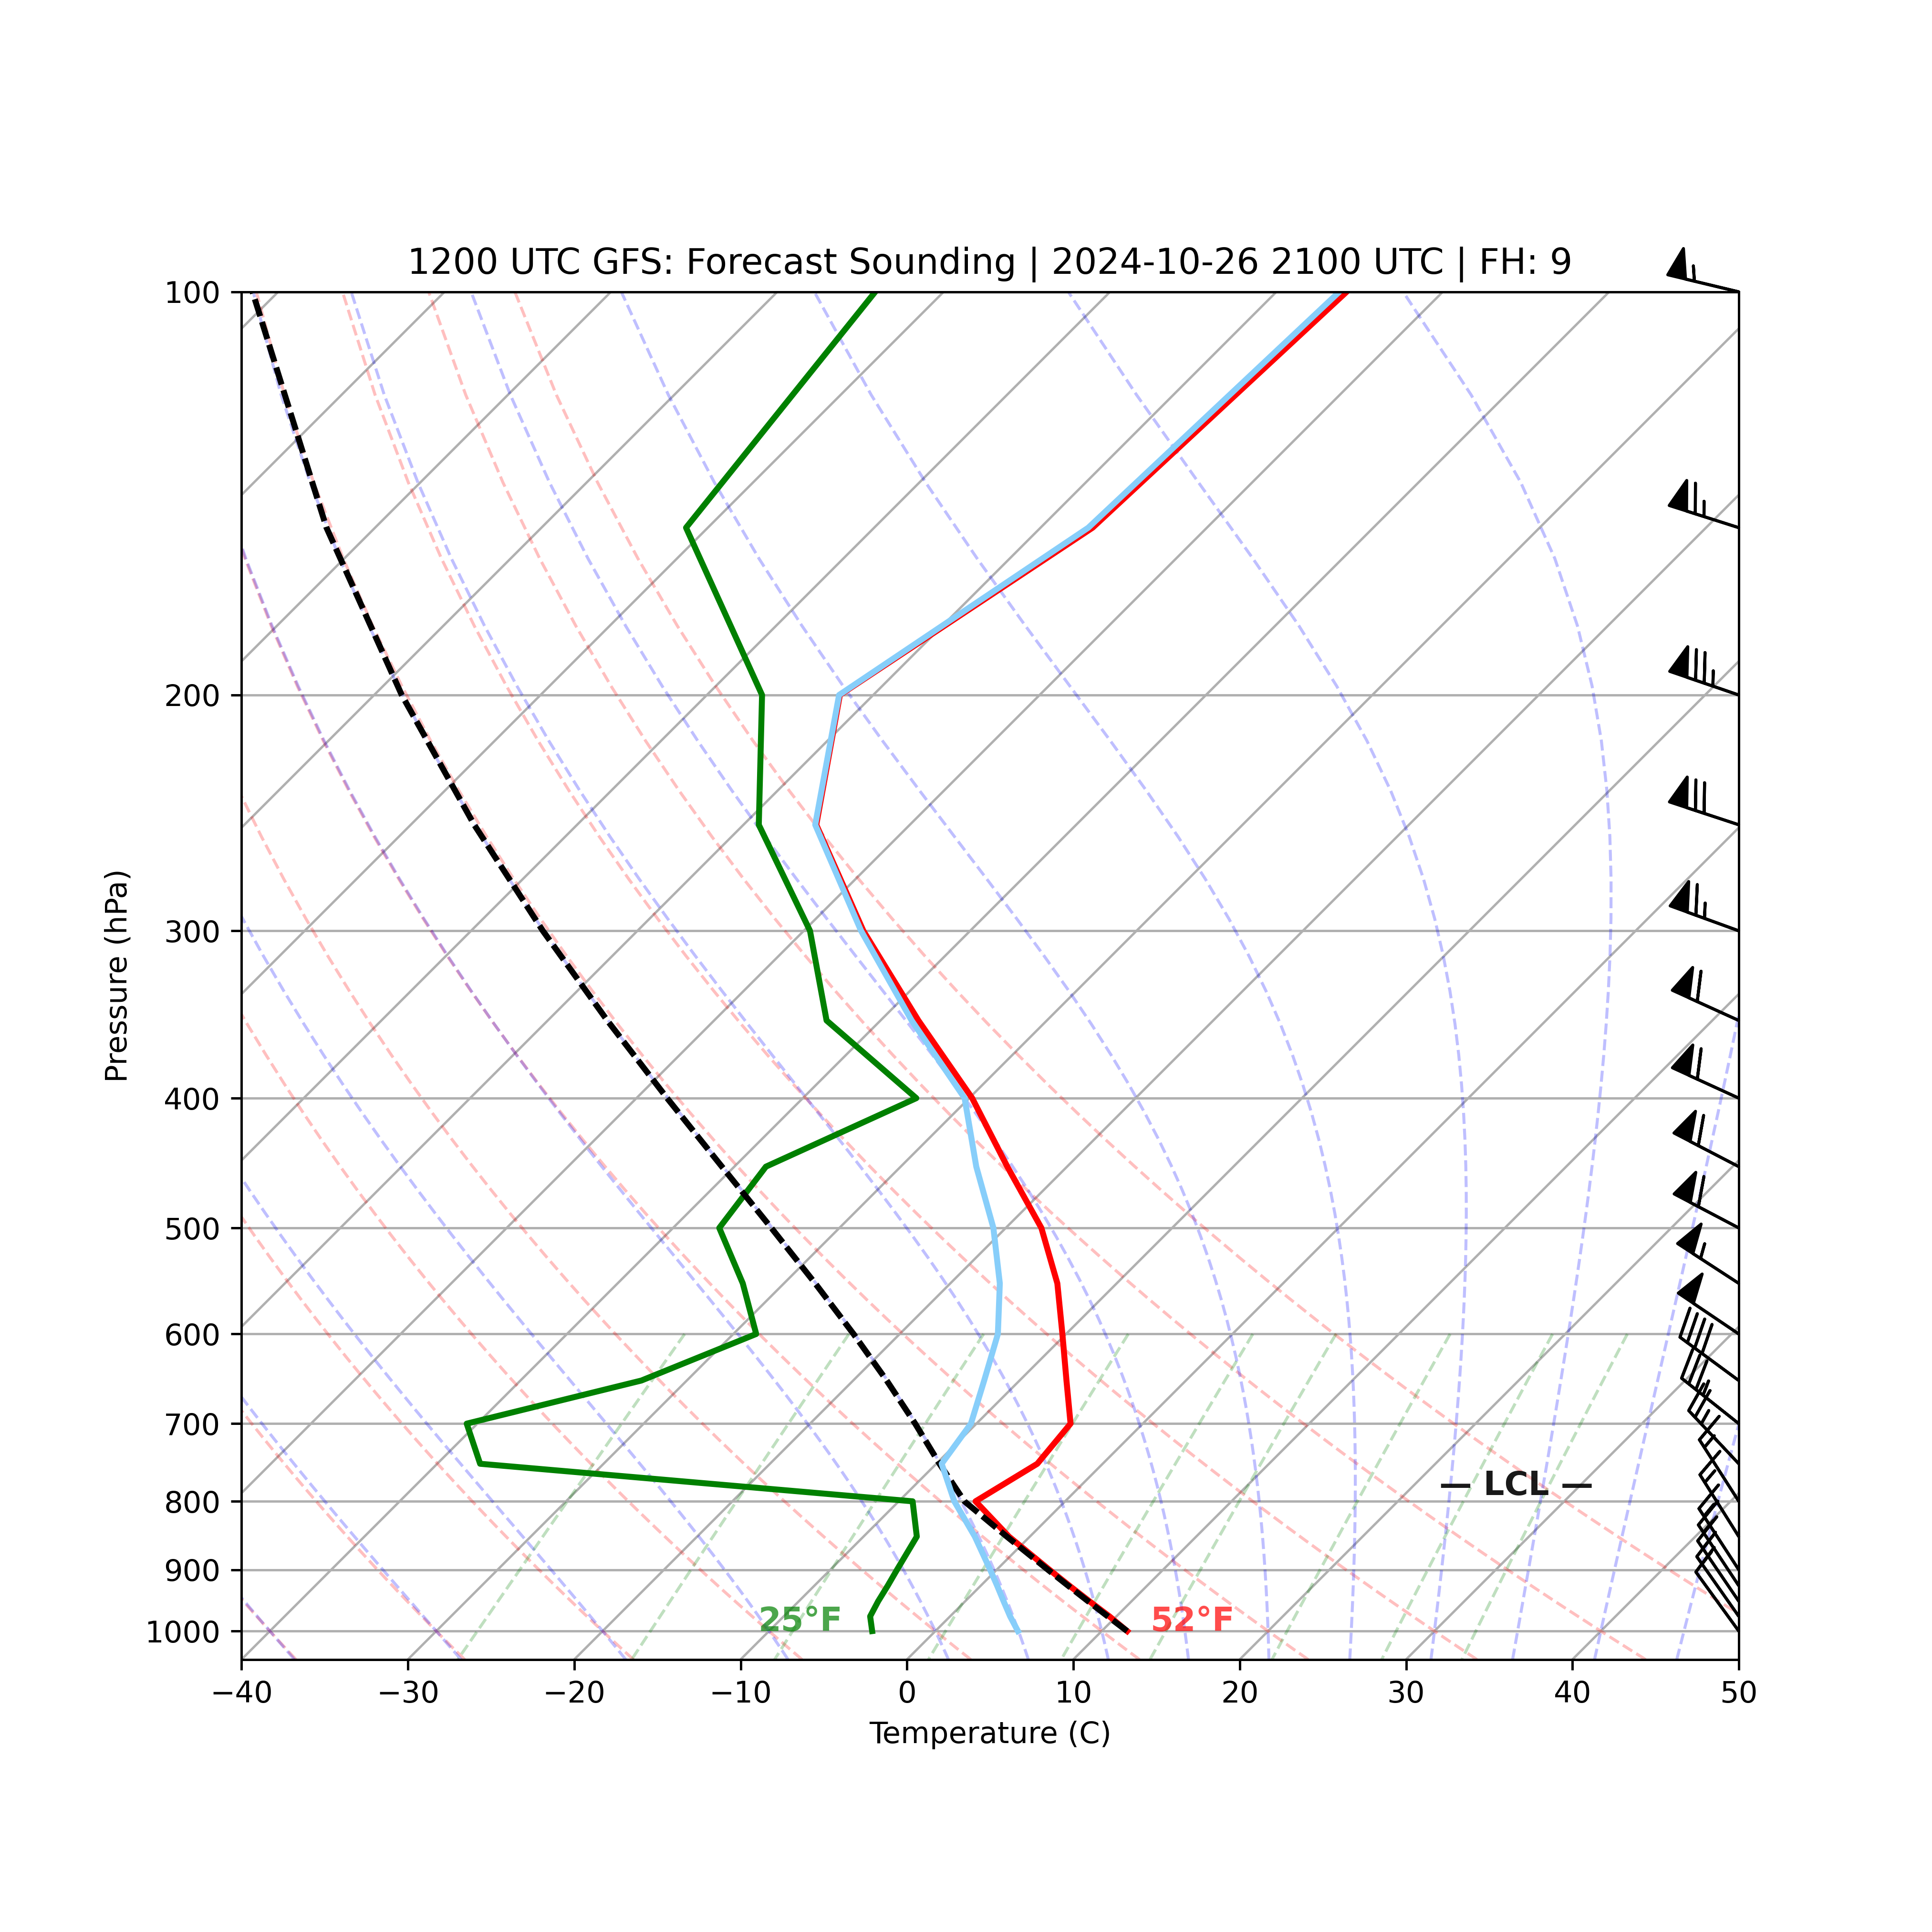 1200 UTC GFS: Forecast Sounding | 2024-10-26 2100 UTC | FH: 9
100
200
300
400
500
600
700
800
900
1000
Pressure (hPa)
— LCL —
25°F
52°F
−40 −30 −20 −10 0 10 20 30 40 50
Temperature (C)